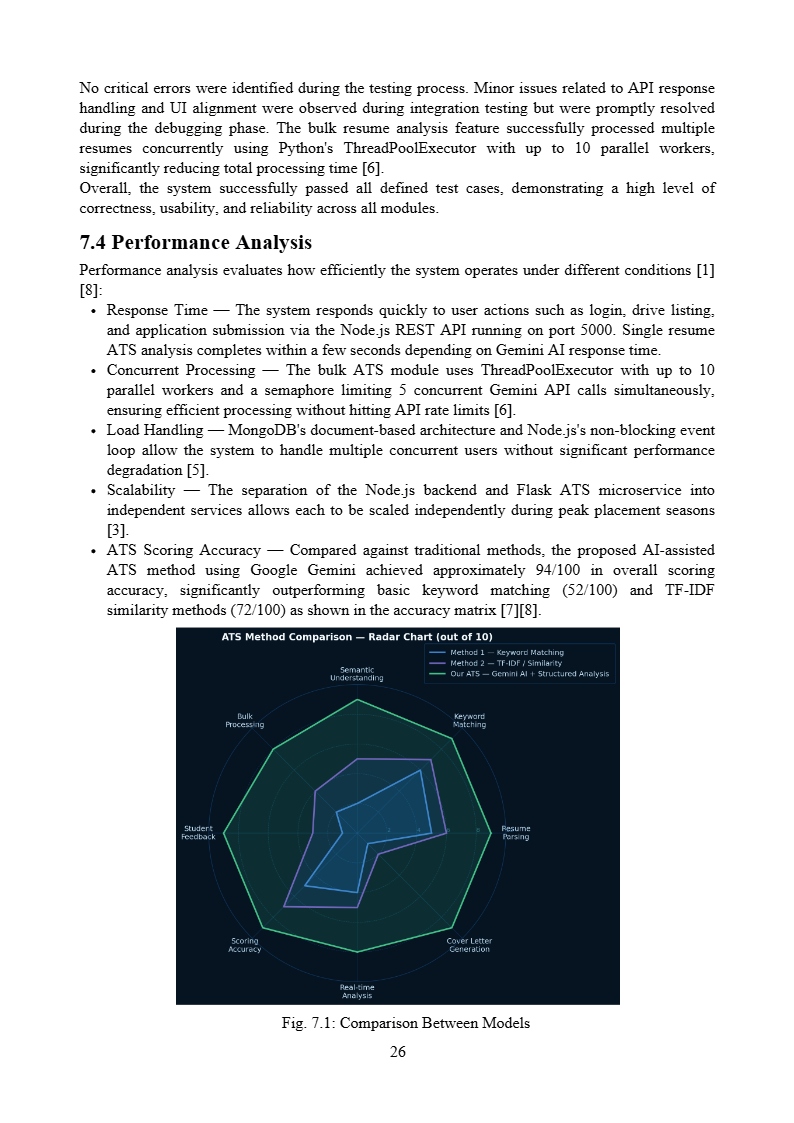 No critical errors were identified during the testing process. Minor issues related to API response
handling and UI alignment were observed during integration testing but were promptly resolved
during the debugging phase. The bulk resume analysis feature successfully processed multiple
resumes concurrently using Python's ThreadPoolExecutor with up to 10 parallel workers,
significantly reducing total processing time [6].
Overall, the system successfully passed all defined test cases, demonstrating a high level of
correctness, usability, and reliability across all modules.
7.4 Performance Analysis
Performance analysis evaluates how efficiently the system operates under different conditions [1]
[8]:
• Response Time — The system responds quickly to user actions such as login, drive listing,
and application submission via the Node.js REST API running on port 5000. Single resume
ATS analysis completes within a few seconds depending on Gemini AI response time.
• Concurrent Processing — The bulk ATS module uses ThreadPoolExecutor with up to 10
parallel workers and a semaphore limiting 5 concurrent Gemini API calls simultaneously,
ensuring efficient processing without hitting API rate limits [6].
• Load Handling — MongoDB's document-based architecture and Node.js's non-blocking event
loop allow the system to handle multiple concurrent users without significant performance
degradation [5].
• Scalability — The separation of the Node.js backend and Flask ATS microservice into
independent services allows each to be scaled independently during peak placement seasons
[3].
• ATS Scoring Accuracy — Compared against traditional methods, the proposed AI-assisted
ATS method using Google Gemini achieved approximately 94/100 in overall scoring
accuracy, significantly outperforming basic keyword matching (52/100) and TF-IDF
similarity methods (72/100) as shown in the accuracy matrix [7][8].
ATS Method Comparison — Radar Chart (out of 10)
Method 1 — Keyword Matching
Method 2 — TF-IDF / Similarity
Our ATS — Gemini AI + Structured Analysis
Semantic
Understanding
Bulk
Processing
Keyword
Matching
Student
Feedback
Resume
Parsing
Scoring
Accuracy
Cover Letter
Generation
Real-time
Analysis
Fig. 7.1: Comparison Between Models
26